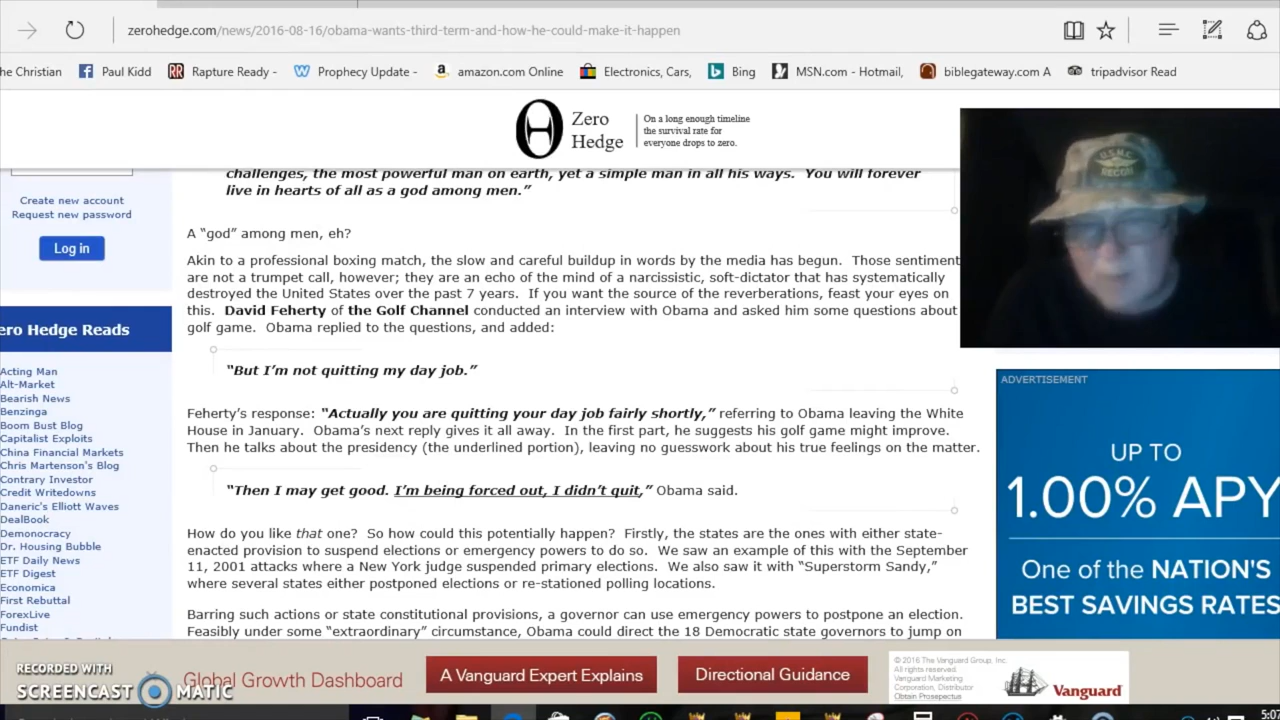 zerohedge.com/news/2016-08-16/obama-wants-third-term-and-how-he-could-make-it-happen
he Christian Paul Kidd Rapture Ready - Prophecy Update - amazon.com Online Electronics, Cars, Bing MSN.com - Hotmail, biblegateway.com A tripadvisor Read
Zero
Hedge
On a long enough timeline
the survival rate for
everyone drops to zero.
U.S.M.C.
RECON
Create new account
Request new password
Log in
ero Hedge Reads
Acting Man
Alt-Market
Bearish News
Benzinga
Boom Bust Blog
Capitalist Exploits
China Financial Markets
Chris Martenson's Blog
Contrary Investor
Credit Writedowns
Daneric's Elliott Waves
DealBook
Demonocracy
Dr. Housing Bubble
ETF Daily News
ETF Digest
Economica
First Rebuttal
ForexLive
Fundist
challenges, the most powerful man on earth, yet a simple man in all his ways.  You will forever
live in hearts of all as a god among men.”
A “god” among men, eh?
Akin to a professional boxing match, the slow and careful buildup in words by the media has begun.  Those sentiment
are not a trumpet call, however; they are an echo of the mind of a narcissistic, soft-dictator that has systematically
destroyed the United States over the past 7 years.  If you want the source of the reverberations, feast your eyes on
this.  David Feherty of the Golf Channel conducted an interview with Obama and asked him some questions about
golf game.  Obama replied to the questions, and added:
“But I’m not quitting my day job.”
Feherty’s response: “Actually you are quitting your day job fairly shortly,” referring to Obama leaving the White
House in January.  Obama’s next reply gives it all away.  In the first part, he suggests his golf game might improve.
Then he talks about the presidency (the underlined portion), leaving no guesswork about his true feelings on the matter.
“Then I may get good. I’m being forced out, I didn’t quit,” Obama said.
How do you like that one?  So how could this potentially happen?  Firstly, the states are the ones with either state-
enacted provision to suspend elections or emergency powers to do so.  We saw an example of this with the September
11, 2001 attacks where a New York judge suspended primary elections.  We also saw it with “Superstorm Sandy,”
where several states either postponed elections or re-stationed polling locations.
Barring such actions or state constitutional provisions, a governor can use emergency powers to postpone an election.
Feasibly under some “extraordinary” circumstance, Obama could direct the 18 Democratic state governors to jump on
ADVERTISEMENT
UP TO
1.00% APY
One of the NATION'S
BEST SAVINGS RATES
RECORDED WITH
SCREENCAST MATIC
Global Growth Dashboard
A Vanguard Expert Explains
Directional Guidance
© 2016 The Vanguard Group, Inc.
All rights reserved.
Vanguard Marketing
Corporation, Distributor
Obtain Prospectus
Vanguard
5:07